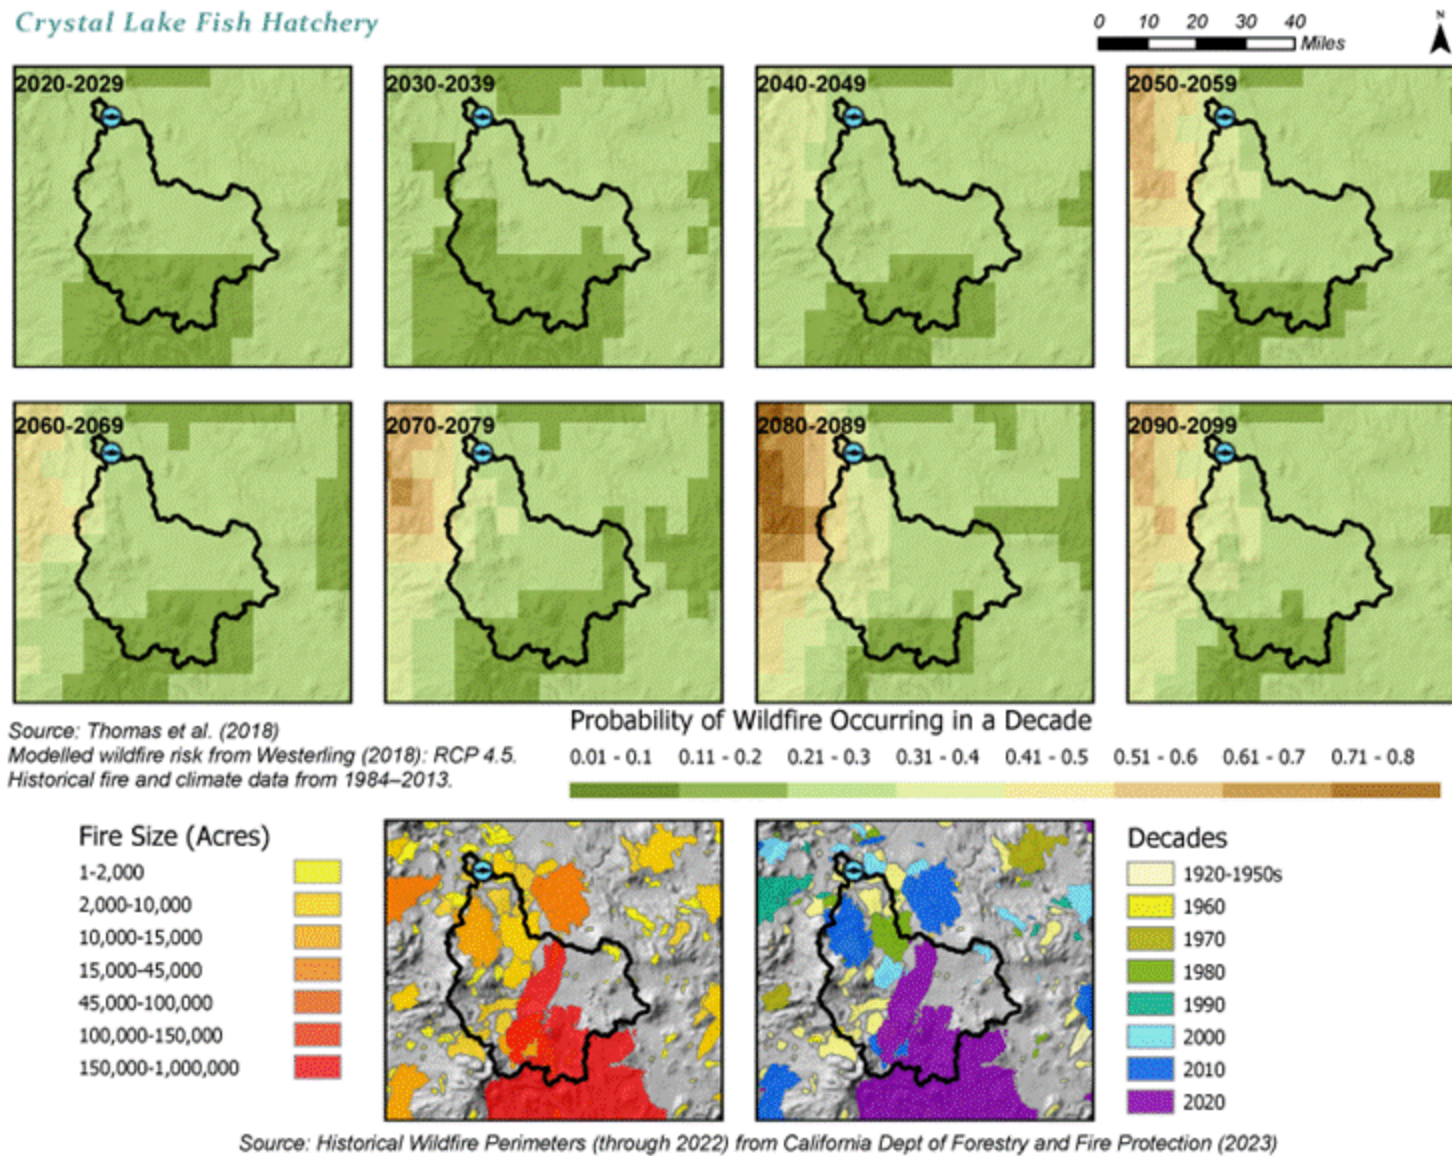 Crystal Lake Fish Hatchery
0 10 20 30 40
Miles
N
2020-2029
2030-2039
2040-2049
2050-2059
2060-2069
2070-2079
2080-2089
2090-2099
Source: Thomas et al. (2018)
Modelled wildfire risk from Westerling (2018): RCP 4.5.
Historical fire and climate data from 1984–2013.
Probability of Wildfire Occurring in a Decade
0.01 - 0.1 0.11 - 0.2 0.21 - 0.3 0.31 - 0.4 0.41 - 0.5 0.51 - 0.6 0.61 - 0.7 0.71 - 0.8
Fire Size (Acres)
1-2,000
2,000-10,000
10,000-15,000
15,000-45,000
45,000-100,000
100,000-150,000
150,000-1,000,000
Decades
1920-1950s
1960
1970
1980
1990
2000
2010
2020
Source: Historical Wildfire Perimeters (through 2022) from California Dept of Forestry and Fire Protection (2023)